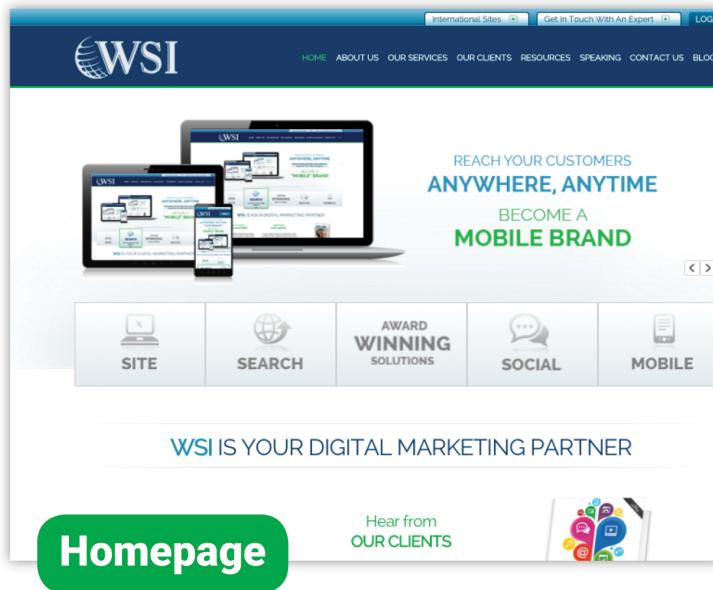 International Sites
Get In Touch With An Expert
LOG
WSI
HOME ABOUT US OUR SERVICES OUR CLIENTS RESOURCES SPEAKING CONTACT US BLOG
REACH YOUR CUSTOMERS
ANYWHERE, ANYTIME
BECOME A
MOBILE BRAND
SITE
SEARCH
AWARD
WINNING
SOLUTIONS
SOCIAL
MOBILE
WSI IS YOUR DIGITAL MARKETING PARTNER
Hear from
OUR CLIENTS
Homepage